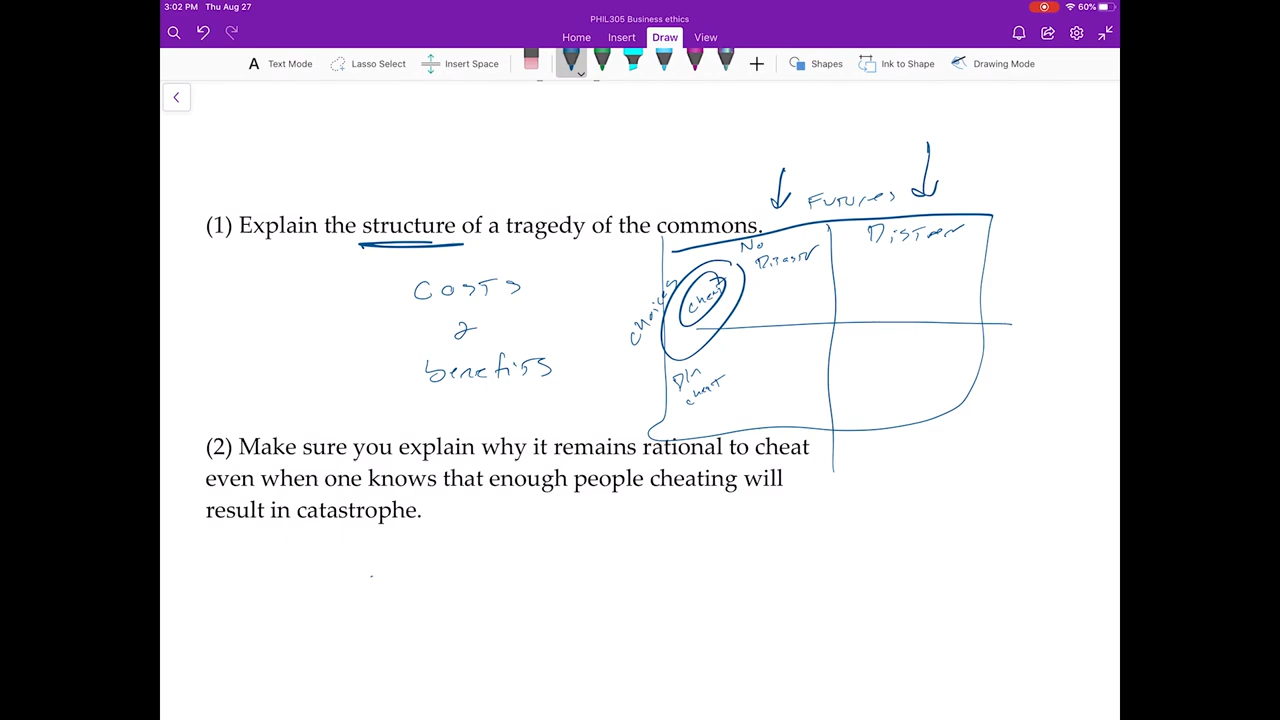 3:02 PM Thu Aug 27
60%
PHIL305 Business ethics
Home Insert Draw View
A Text Mode Lasso Select Insert Space Shapes Ink to Shape Drawing Mode
Futures
(1) Explain the structure of a tragedy of the commons.
No
Disaster
Disaster
costs
&
benefits
choices
cheat
cheat
(2) Make sure you explain why it remains rational to cheat
even when one knows that enough people cheating will
result in catastrophe.